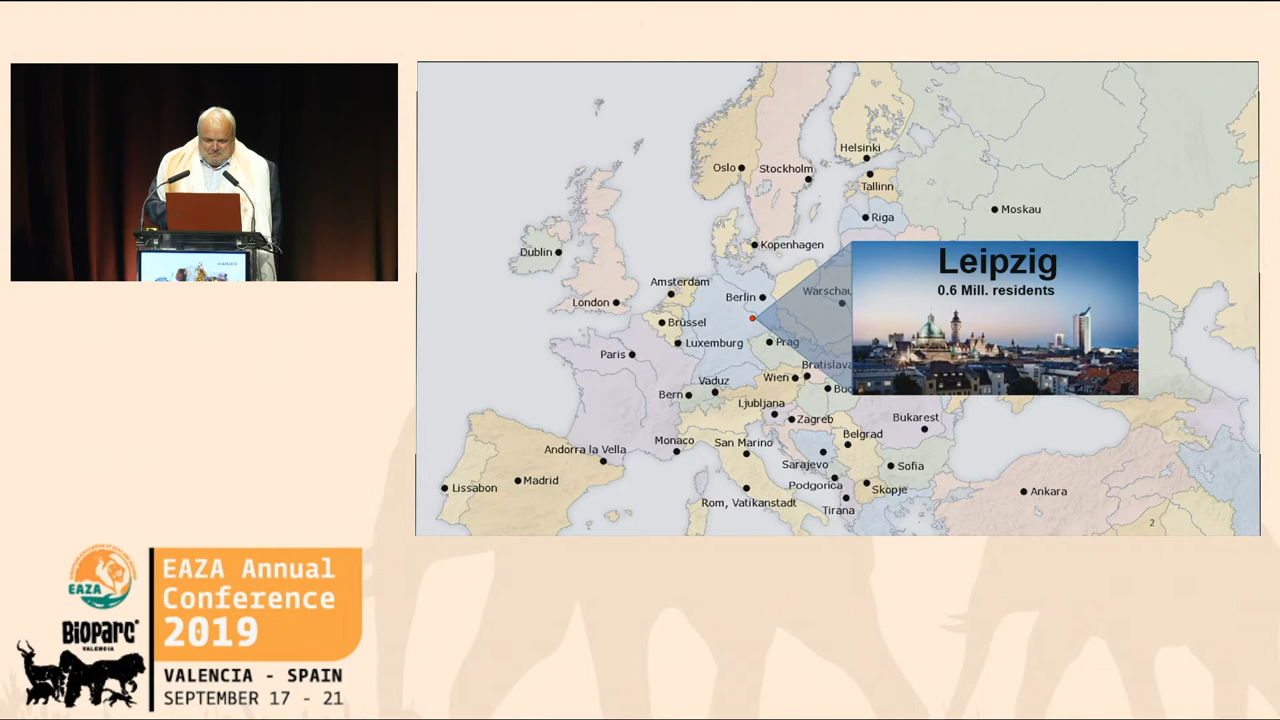 Helsinki
Oslo
Stockholm
Tallinn
Moskau
Riga
Dublin
Kopenhagen
Leipzig
0.6 Mill. residents
Amsterdam
Berlin
Warschau
London
Brüssel
Luxemburg
Prag
Paris
Bratislava
Wien
Vaduz
Bern
Bud
Ljubljana
Zagreb
Bukarest
Belgrad
Monaco
San Marino
Andorra la Vella
Sarajevo
Sofia
Madrid
Lissabon
Podgorica
Skopje
Ankara
Rom, Vatikanstadt
Tirana
2
EAZA
BIOPARC
VALENCIA
EAZA Annual
Conference
2019
VALENCIA - SPAIN
SEPTEMBER 17 - 21